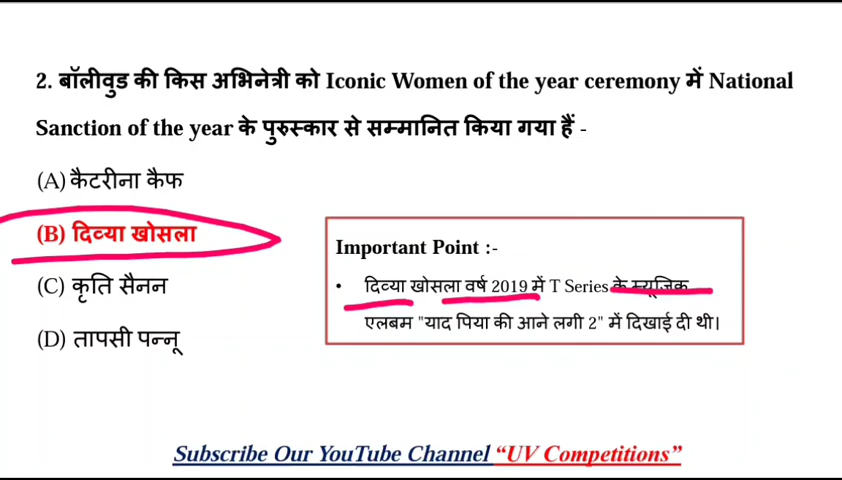 2. बॉलीवुड की किस अभिनेत्री को Iconic Women of the year ceremony में National
Sanction of the year के पुरुस्कार से सम्मानित किया गया हैं -
(A) कैटरीना कैफ
(B) दिव्या खोसला
(C) कृति सैनन
(D) तापसी पन्नू
Important Point :-
• दिव्या खोसला वर्ष 2019 में T Series के म्यूजिक
एलबम "याद पिया की आने लगी 2" में दिखाई दी थी।
Subscribe Our YouTube Channel “UV Competitions”